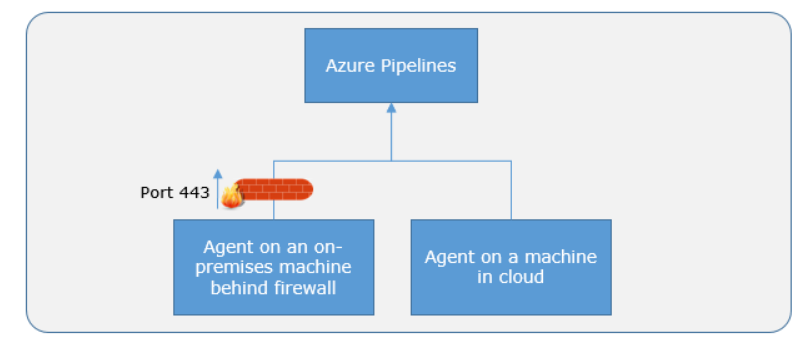 Azure Pipelines
Port 443
Agent on an on-
premises machine
behind firewall
Agent on a machine
in cloud